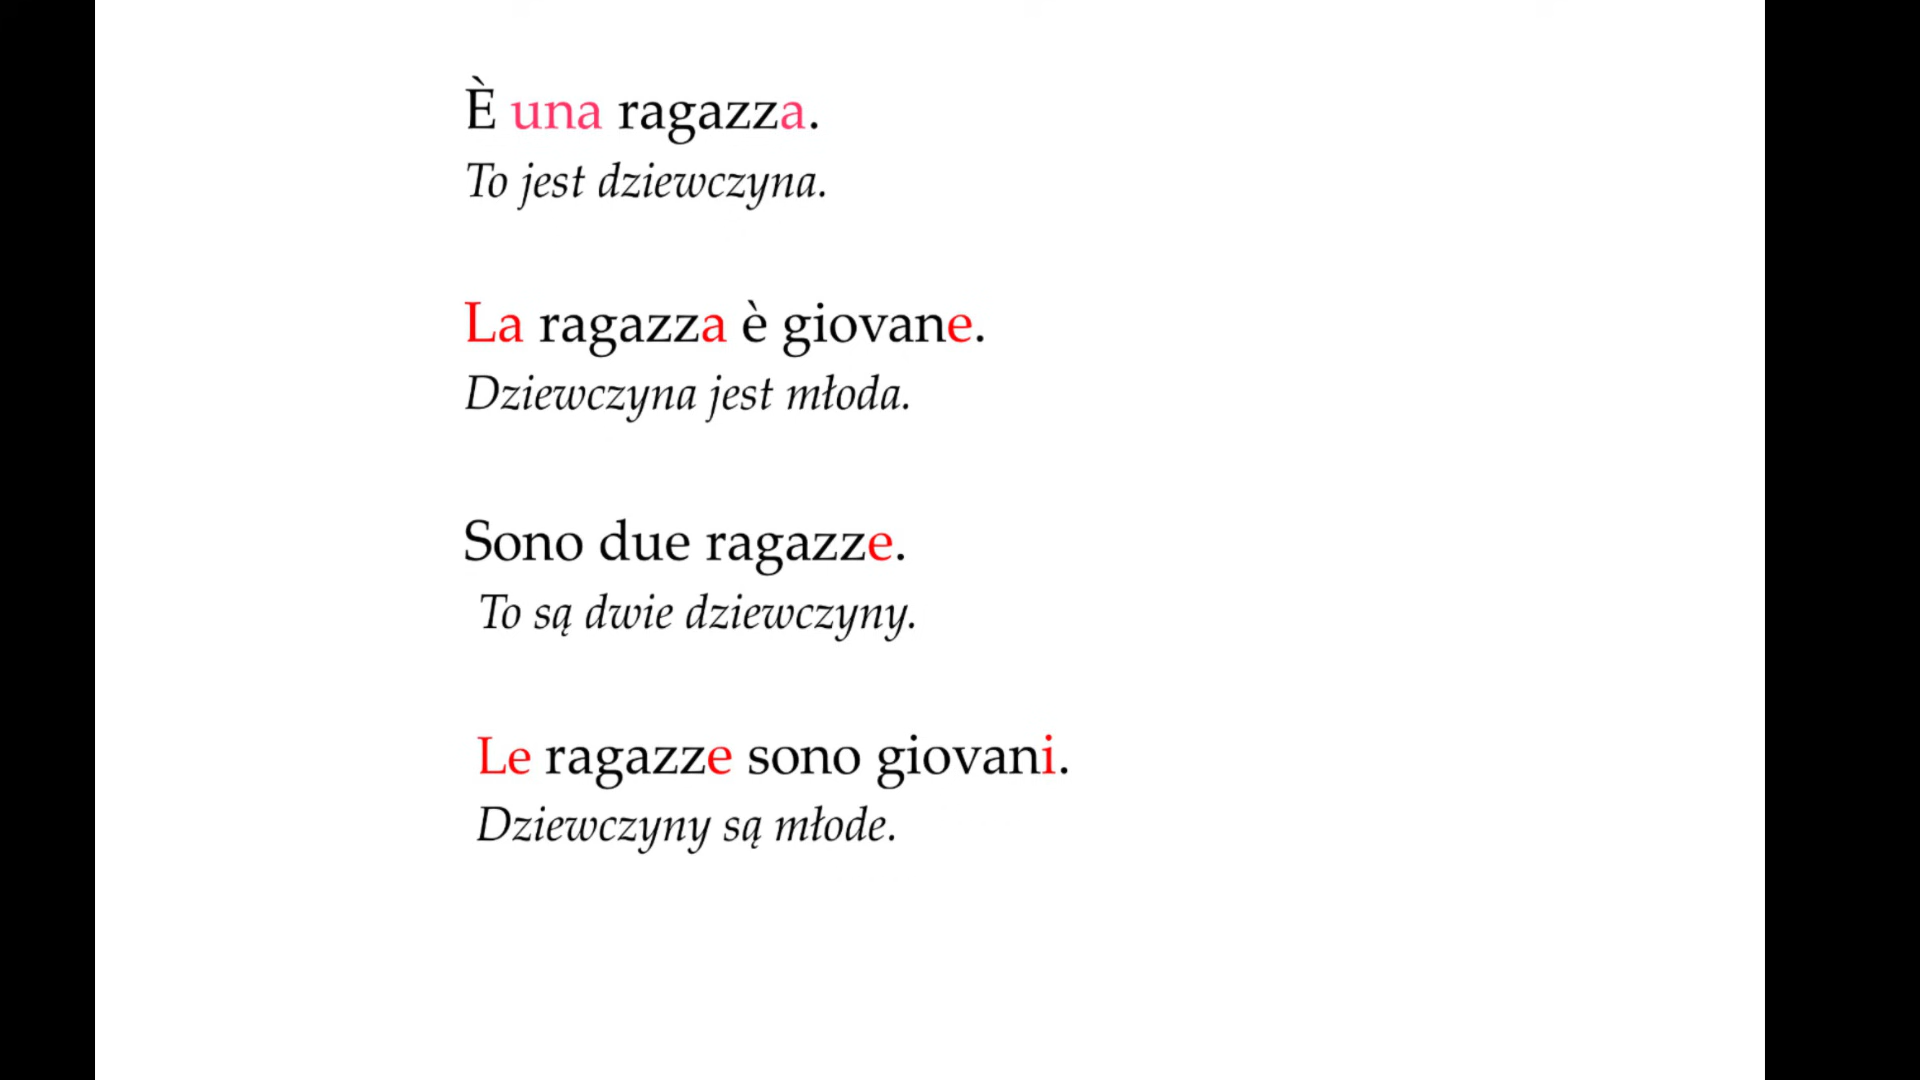 È una ragazza.
To jest dziewczyna.
La ragazza è giovane.
Dziewczyna jest młoda.
Sono due ragazze.
To są dwie dziewczyny.
Le ragazze sono giovani.
Dziewczyny są młode.